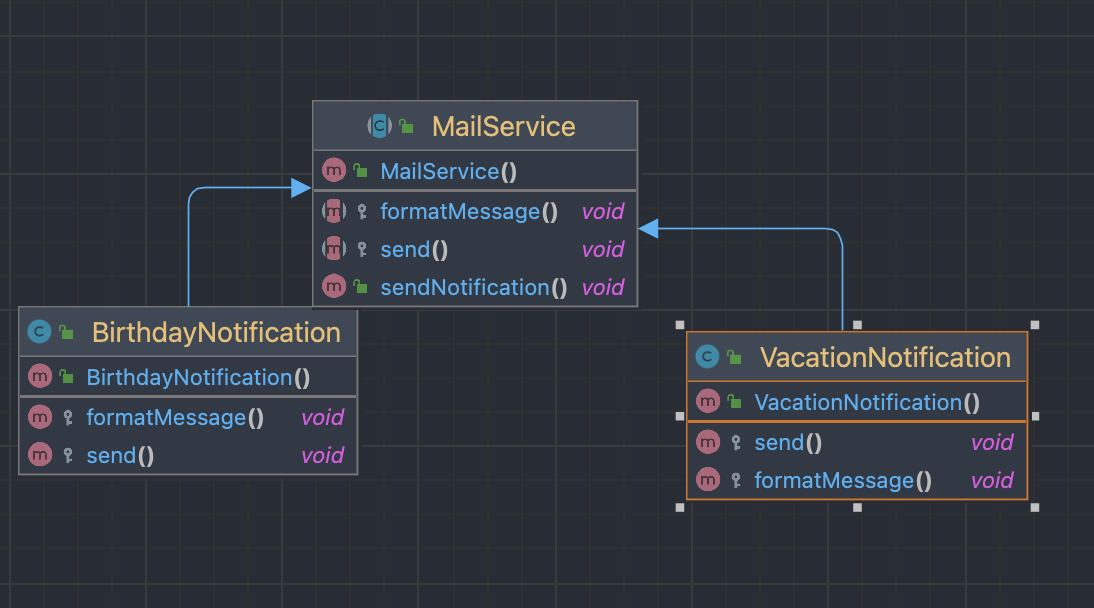 MailService
MailService()
formatMessage() void
send() void
sendNotification() void
BirthdayNotification
BirthdayNotification()
formatMessage() void
send() void
VacationNotification
VacationNotification()
send() void
formatMessage() void